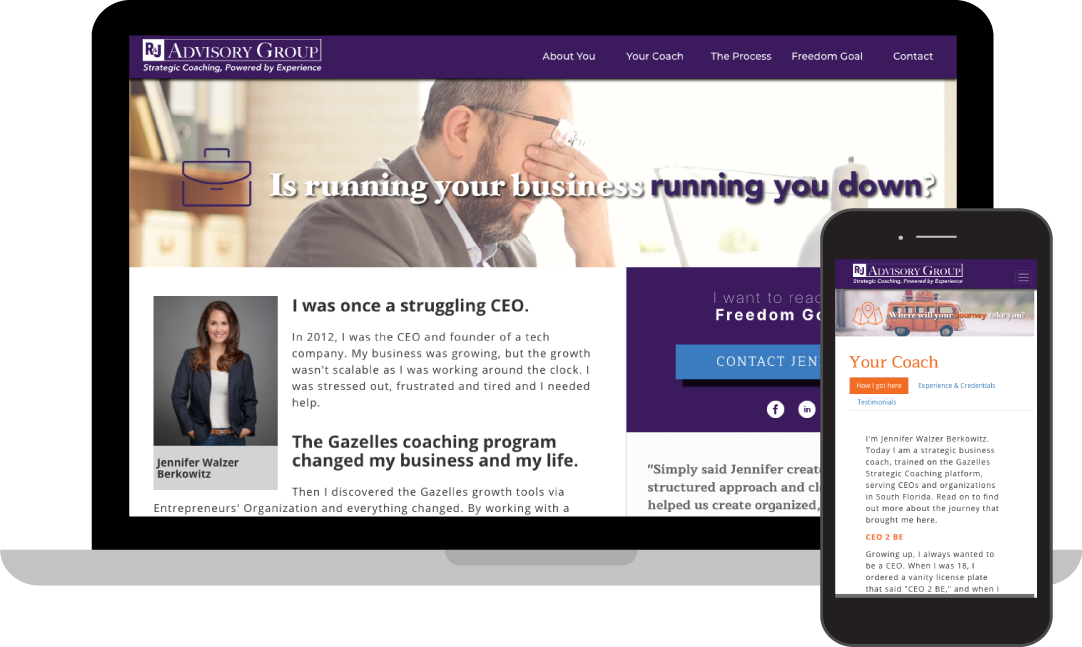 R&J ADVISORY GROUP
Strategic Coaching, Powered by Experience
About You Your Coach The Process Freedom Goal Contact
Is running your business running you down?
Jennifer Walzer
Berkowitz
I was once a struggling CEO.
In 2012, I was the CEO and founder of a tech
company. My business was growing, but the growth
wasn't scalable as I was working around the clock. I
was stressed out, frustrated and tired and I needed
help.
The Gazelles coaching program
changed my business and my life.
Then I discovered the Gazelles growth tools via
Entrepreneurs' Organization and everything changed. By working with a
I want to reac
Freedom Go
CONTACT JEN
f in
"Simply said Jennifer create
structured approach and cl
helped us create organized,
R&J ADVISORY GROUP
Strategic Coaching, Powered by Experience
Where will your journey take you?
Your Coach
How I got here Experience & Credentials
Testimonials
I'm Jennifer Walzer Berkowitz.
Today I am a strategic business
coach, trained on the Gazelles
Strategic Coaching platform,
serving CEOs and organizations
in South Florida. Read on to find
out more about the journey that
brought me here.
CEO 2 BE
Growing up, I always wanted to
be a CEO. When I was 18, I
ordered a vanity license plate
that said "CEO 2 BE," and when I